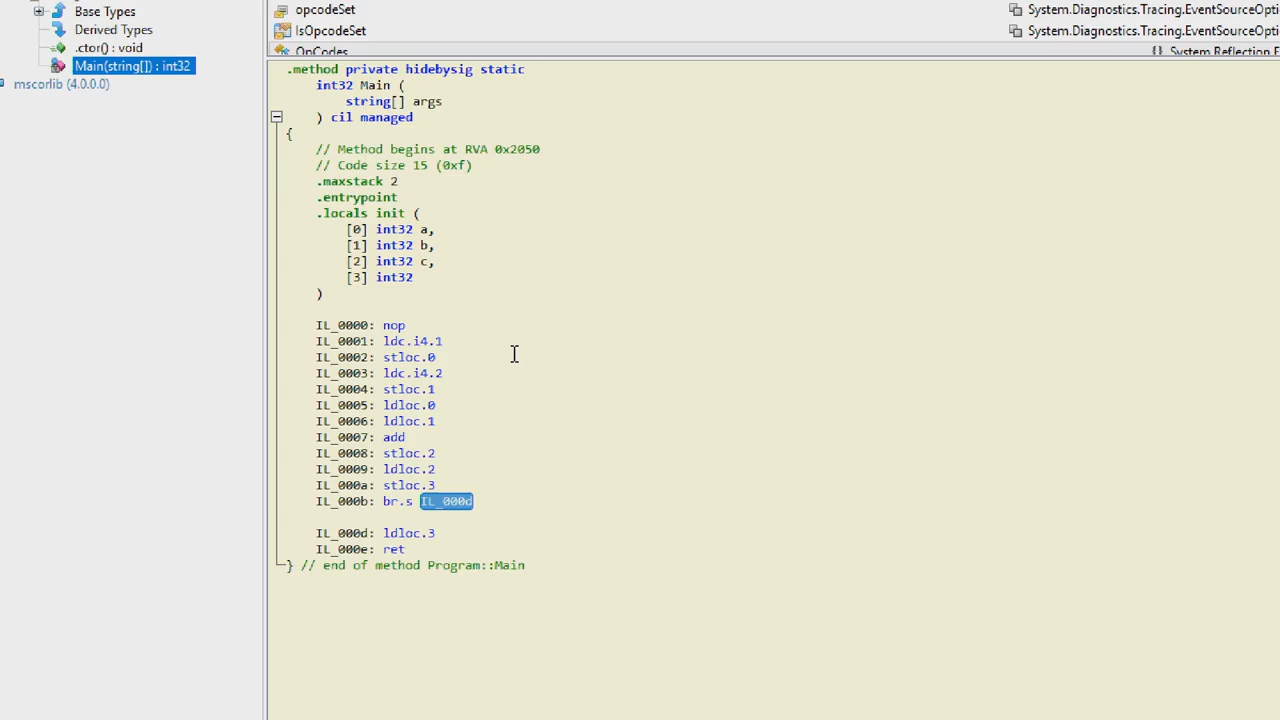 Base Types
Derived Types
.ctor() : void
Main(string[]) : int32
mscorlib (4.0.0.0)
opcodeSet
System.Diagnostics.Tracing.EventSourceOpti
IsOpcodeSet
System.Diagnostics.Tracing.EventSourceOpti
OpCodes
System.Reflection.E
.method private hidebysig static
int32 Main (
string[] args
) cil managed
{
// Method begins at RVA 0x2050
// Code size 15 (0xf)
.maxstack 2
.entrypoint
.locals init (
[0] int32 a,
[1] int32 b,
[2] int32 c,
[3] int32
)
IL_0000: nop
IL_0001: ldc.i4.1
IL_0002: stloc.0
IL_0003: ldc.i4.2
IL_0004: stloc.1
IL_0005: ldloc.0
IL_0006: ldloc.1
IL_0007: add
IL_0008: stloc.2
IL_0009: ldloc.2
IL_000a: stloc.3
IL_000b: br.s IL_000d
IL_000d: ldloc.3
IL_000e: ret
} // end of method Program::Main